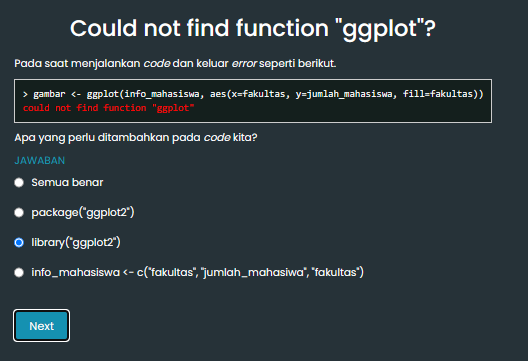 Could not find function "ggplot"?
Pada saat menjalankan code dan keluar error seperti berikut.
> gambar <- ggplot(info_mahasiswa, aes(x=fakultas, y=jumlah_mahasiswa, fill=fakultas))
could not find function "ggplot"
Apa yang perlu ditambahkan pada code kita?
JAWABAN
Semua benar
package("ggplot2")
library("ggplot2")
info_mahasiswa <- c("fakultas", "jumlah_mahasiwa", "fakultas")
Next